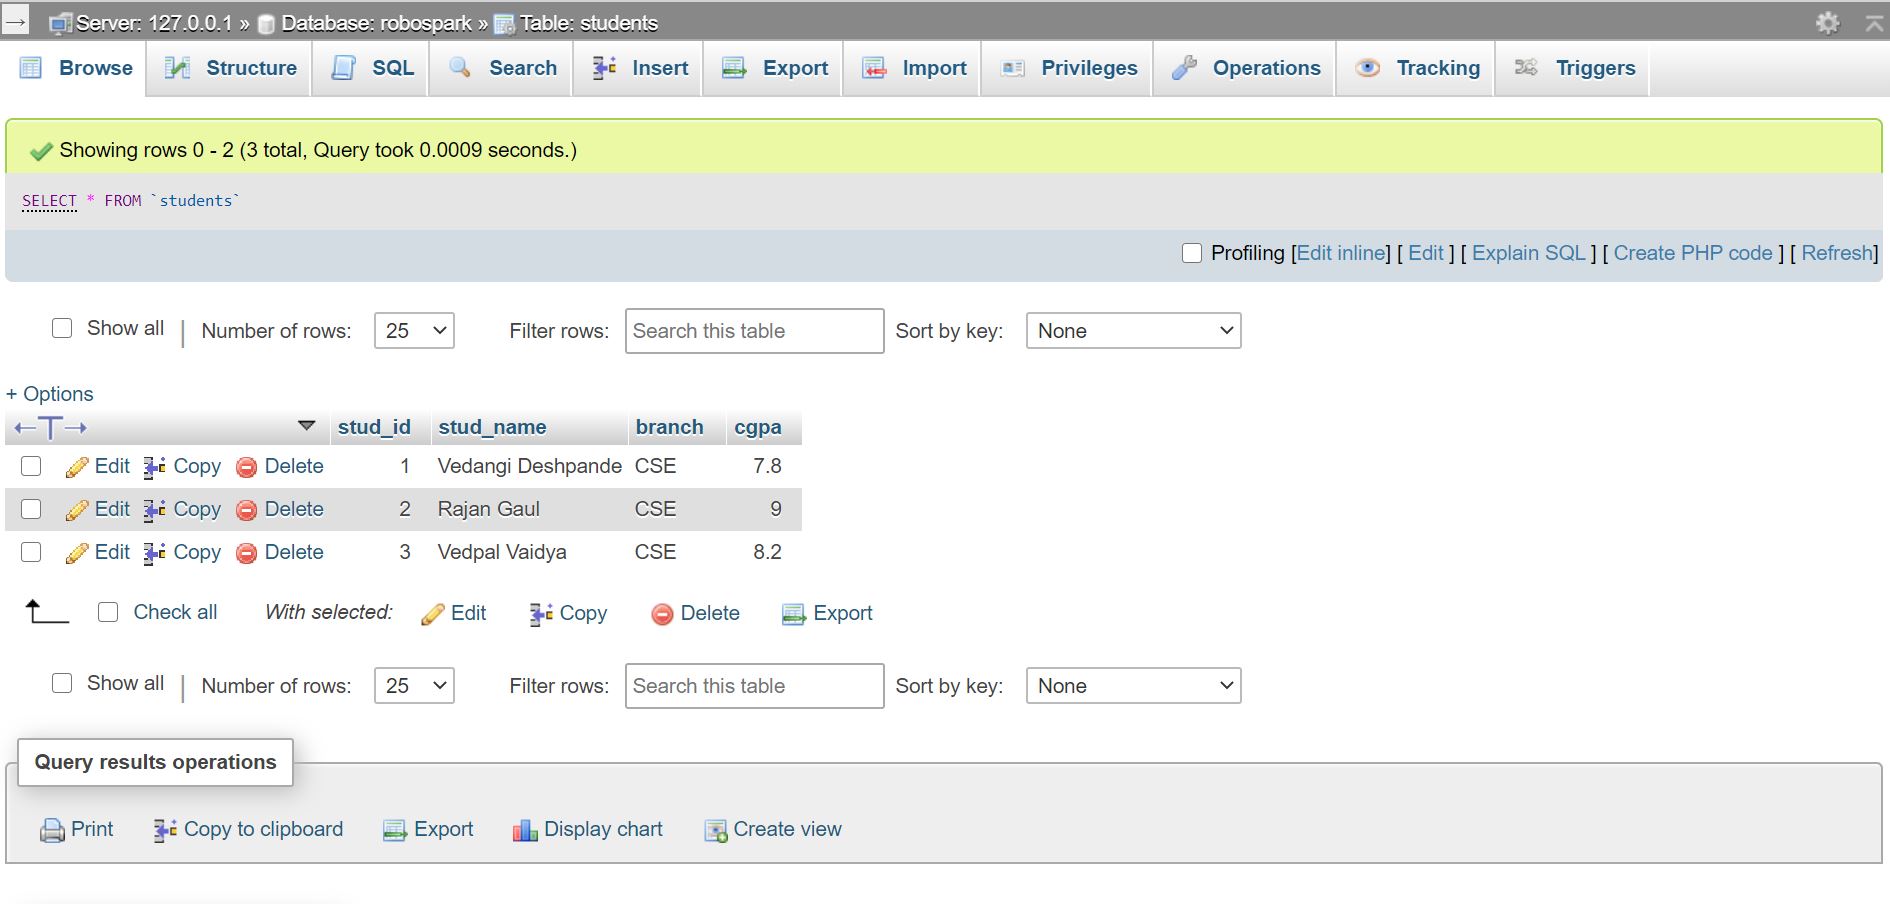 Server: 127.0.0.1 » Database: robospark » Table: students
Browse Structure SQL Search Insert Export Import Privileges Operations Tracking Triggers
Showing rows 0 - 2 (3 total, Query took 0.0009 seconds.)
SELECT * FROM `students`
Profiling [Edit inline] [ Edit ] [ Explain SQL ] [ Create PHP code ] [ Refresh]
Show all | Number of rows: 25 Filter rows: Search this table Sort by key: None
+ Options
←T→ stud_id stud_name branch cgpa
Edit Copy Delete 1 Vedangi Deshpande CSE 7.8
Edit Copy Delete 2 Rajan Gaul CSE 9
Edit Copy Delete 3 Vedpal Vaidya CSE 8.2
Check all With selected: Edit Copy Delete Export
Show all | Number of rows: 25 Filter rows: Search this table Sort by key: None
Query results operations
Print Copy to clipboard Export Display chart Create view